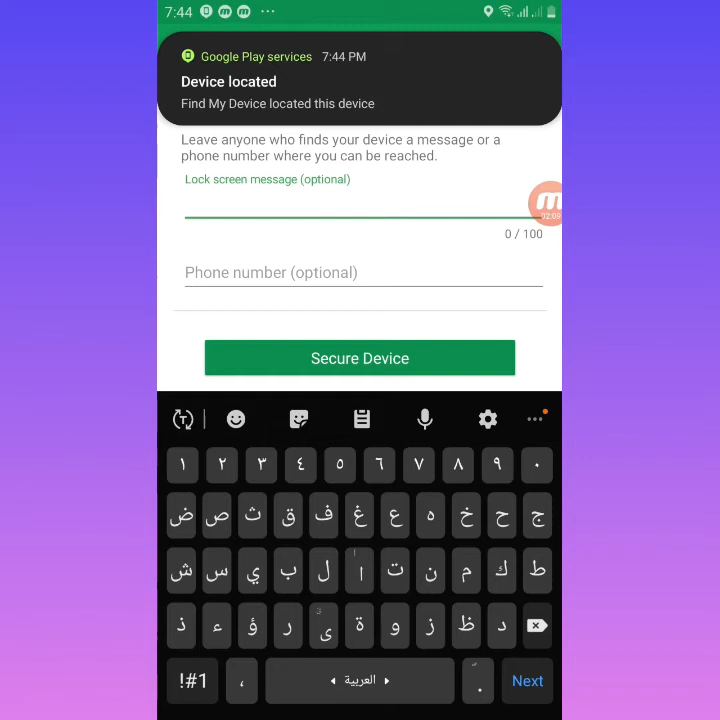 7:44
Google Play services 7:44 PM
Device located
Find My Device located this device
Leave anyone who finds your device a message or a
phone number where you can be reached.
Lock screen message (optional)
02:09
0 / 100
Phone number (optional)
Secure Device
١ ٢ ٣ ٤ ٥ ٦ ٧ ٨ ٩ ٠
ض ص ث ق ف غ ع ه خ ح ج
ش س ي ب ل ا ت ن م ك ط
ذ ء ؤ ر ى ة و ز ظ د
!#1 ، العربية . Next